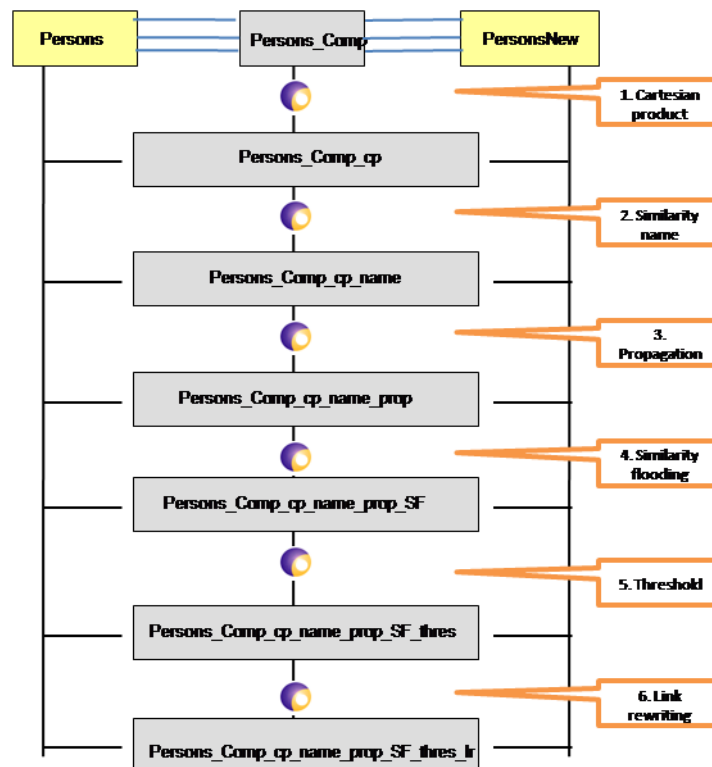 Persons
Persons_Comp
PersonsNew
1. Cartesian
product
Persons_Comp_cp
2. Similarity
name
Persons_Comp_cp_name
3.
Propagation
Persons_Comp_cp_name_prop
4. Similarity
flooding
Persons_Comp_cp_name_prop_SF
5. Threshold
Persons_Comp_cp_name_prop_SF_thres
6. Link
rewriting
Persons_Comp_cp_name_prop_SF_thres_lr